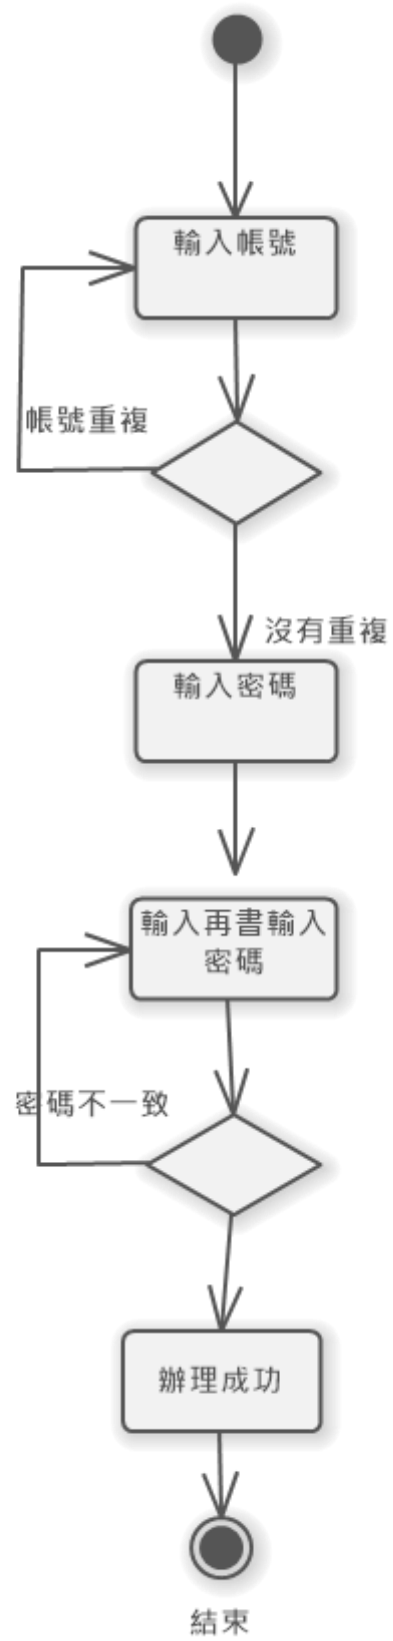 輸入帳號
帳號重複
沒有重複
輸入密碼
輸入再書輸入
密碼
密碼不一致
辦理成功
結束